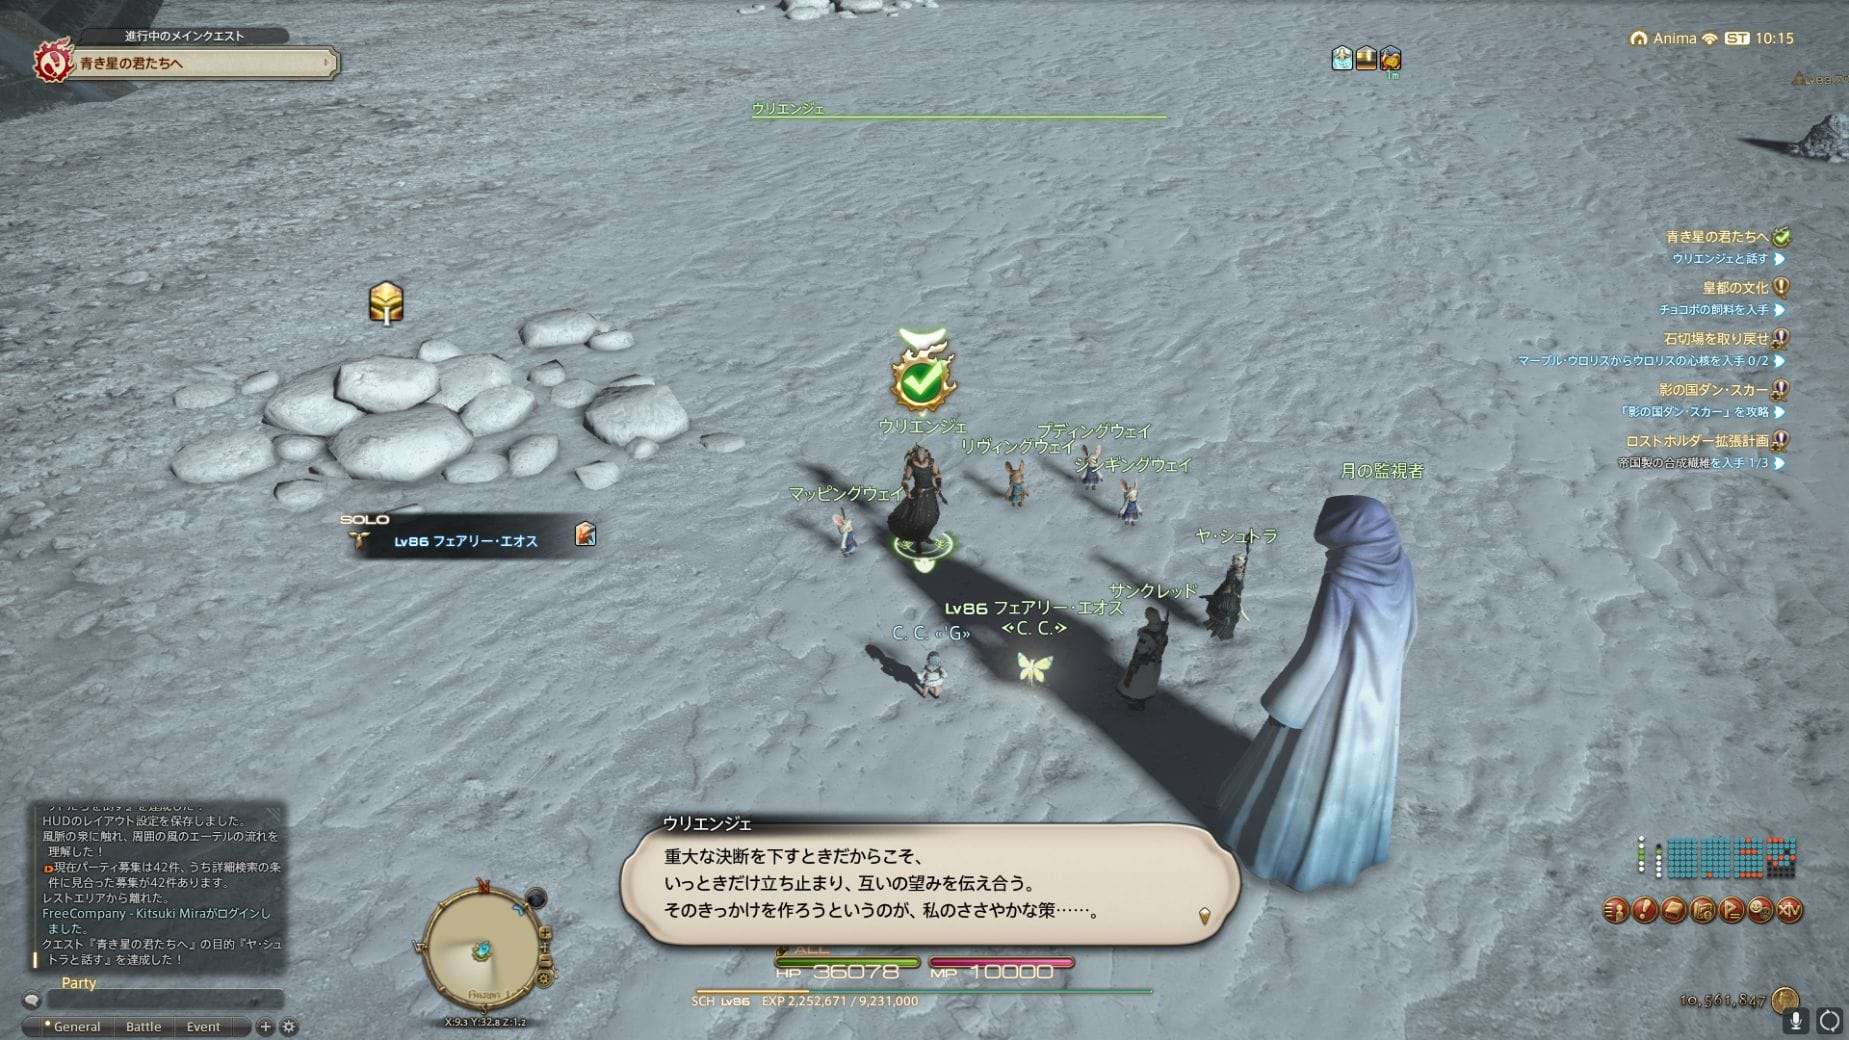 進行中のメインクエスト
青き星の君たちへ
Anima ST 10:15
1m
ウリエンジェ
青き星の君たちへ
ウリエンジェと話す
皇都の文化
チョコボの飼料を入手
石切場を取り戻せ
マーブル・ウロリスからウロリスの心核を入手 0/2
影の国ダン・スカー
「影の国ダン・スカー」を攻略
ロストホルダー拡張計画
帝国製の合成繊維を入手 1/3
ウリエンジェ
プディングウェイ
リヴィングウェイ
シンギングウェイ
月の監視者
マッピングウェイ
SOLO
Lv86 フェアリー・エオス
ヤ・シュトラ
サンクレッド
Lv86 フェアリー・エオス
C. C. «'G»
C. C.
HUDのレイアウト設定を保存しました。
風脈の泉に触れ、周囲の風のエーテルの流れを
理解した！
現在パーティ募集は42件、うち詳細検索の条
件に見合った募集が42件あります。
レストエリアから離れた。
FreeCompany - Kitsuki Miraがログインし
ました。
クエスト『青き星の君たちへ』の目的『ヤ・シュ
トラと話す』を達成した！
Party
General Battle Event
X:9.3 Y:32.8 Z:1.2
ウリエンジェ
重大な決断を下すときだからこそ、
いっときだけ立ち止まり、互いの望みを伝え合う。
そのきっかけを作ろうというのが、私のささやかな策……。
ALL
HP 36078 MP 10000
SCH Lv86 EXP 2,252,671 / 9,231,000
XIV
10,561,847